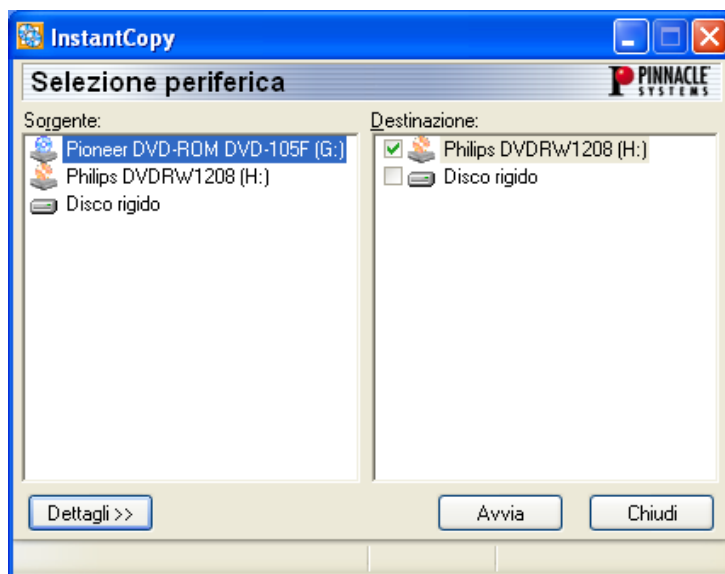 InstantCopy
Selezione periferica
PINNACLE
SYSTEMS
Sorgente:
Pioneer DVD-ROM DVD-105F (G:)
Philips DVDRW1208 (H:)
Disco rigido
Destinazione:
Philips DVDRW1208 (H:)
Disco rigido
Dettagli >>
Avvia
Chiudi